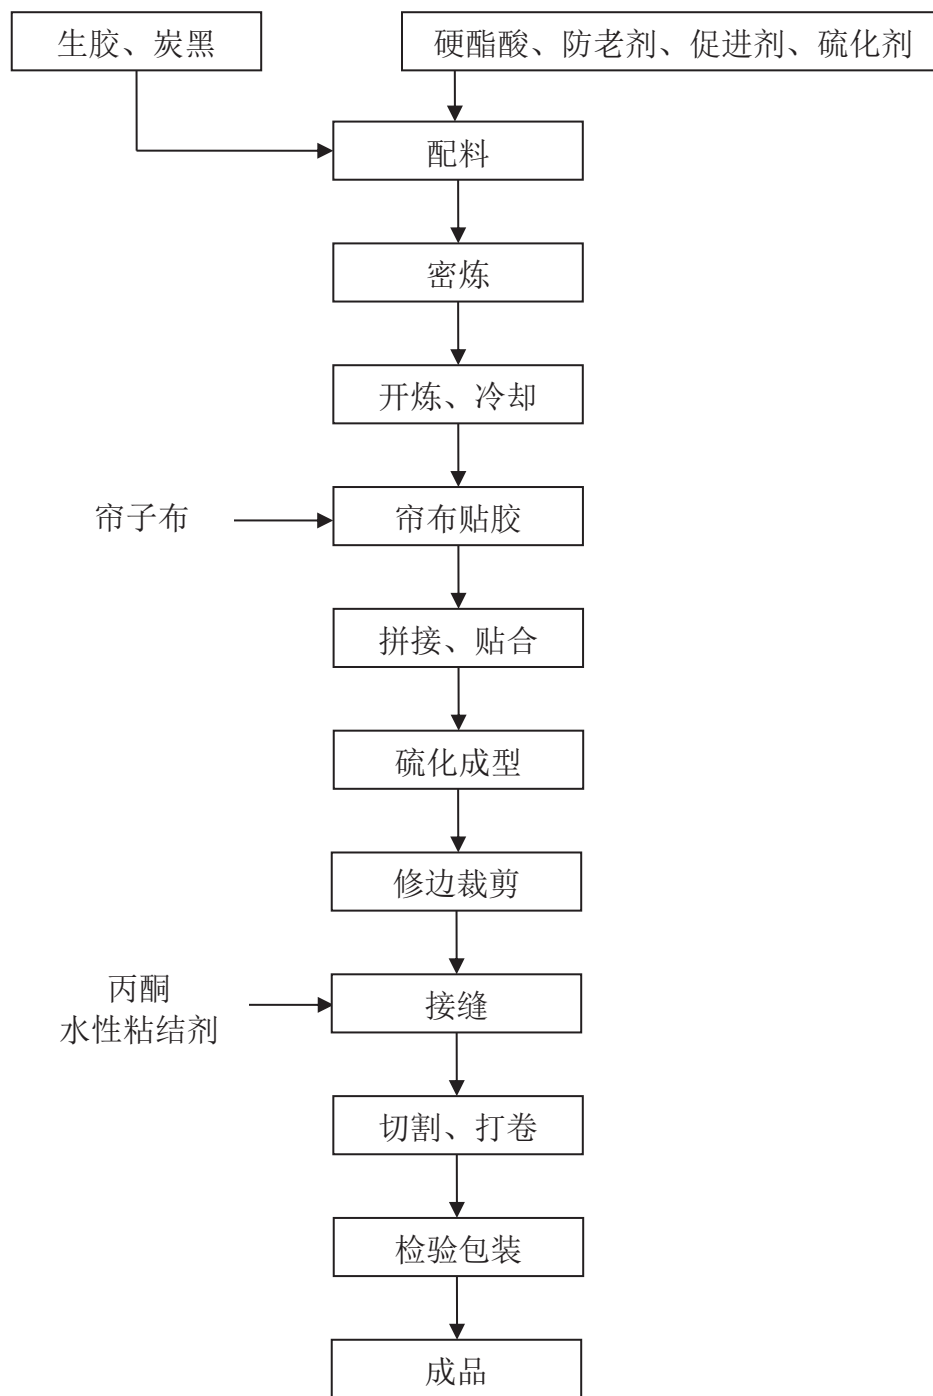 生胶、炭黑
硬酯酸、防老剂、促进剂、硫化剂
配料
密炼
开炼、冷却
帘子布
帘布贴胶
拼接、贴合
硫化成型
修边裁剪
丙酮
水性粘结剂
接缝
切割、打卷
检验包装
成品